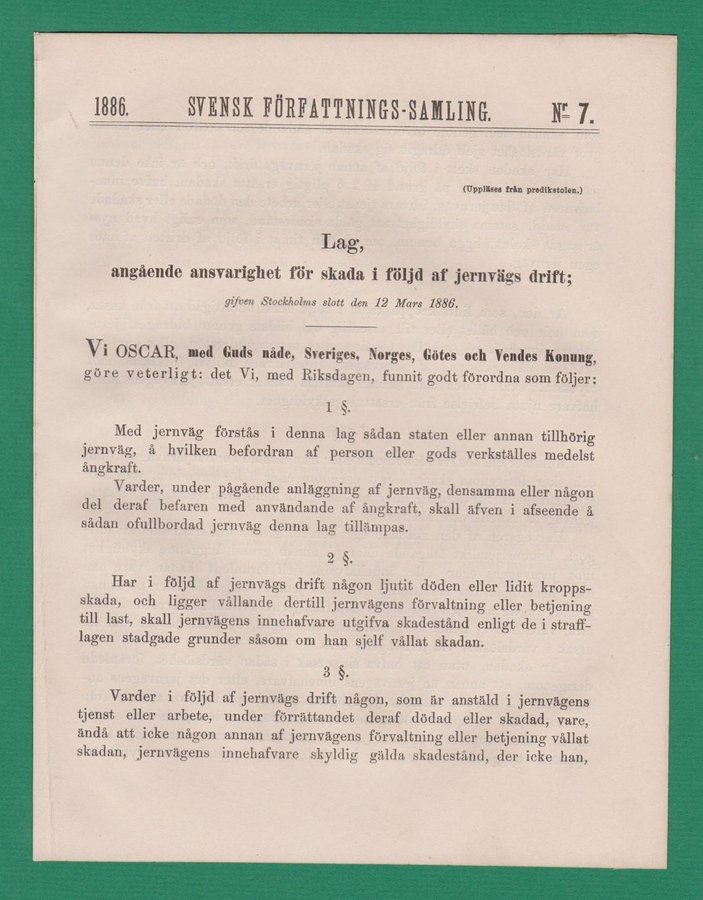 1886. SVENSK FÖRFATTNINGS-SAMLING. Nr 7.
(Uppläses från predikstolen.)
Lag,
angående ansvarighet för skada i följd af jernvägs drift;
gifven Stockholms slott den 12 Mars 1886.
Vi OSCAR, med Guds nåde, Sveriges, Norges, Götes och Vendes Konung,
göre veterligt: det Vi, med Riksdagen, funnit godt förordna som följer:
1 §.
Med jernväg förstås i denna lag sådan staten eller annan tillhörig
jernväg, å hvilken befordran af person eller gods verkställes medelst
ångkraft.
Varder, under pågående anläggning af jernväg, densamma eller någon
del deraf befaren med användande af ångkraft, skall äfven i afseende å
sådan ofullbordad jernväg denna lag tillämpas.
2 §.
Har i följd af jernvägs drift någon ljutit döden eller lidit kropps-
skada, och ligger vållande dertill jernvägens förvaltning eller betjening
till last, skall jernvägens innehafvare utgifva skadestånd enligt de i straff-
lagen stadgade grunder såsom om han sjelf vållat skadan.
3 §.
Varder i följd af jernvägs drift någon, som är anstäld i jernvägens
tjenst eller arbete, under förrättandet deraf dödad eller skadad, vare,
ändå att icke någon annan af jernvägens förvaltning eller betjening vållat
skadan, jernvägens innehafvare skyldig gälda skadestånd, der icke han,